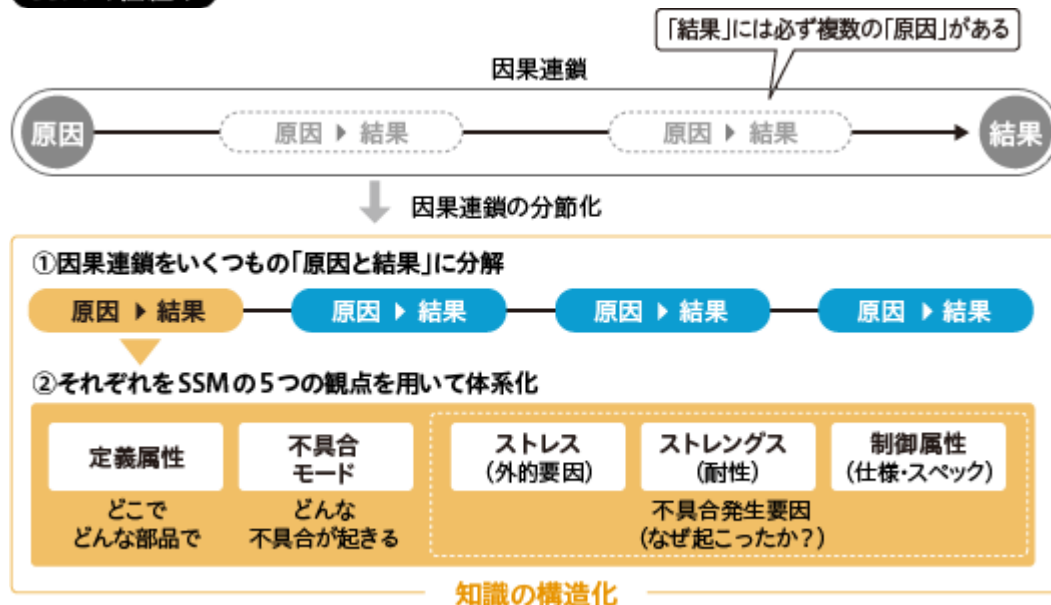 「結果」には必ず複数の「原因」がある
因果連鎖
原因
原因 ▶ 結果
原因 ▶ 結果
結果
因果連鎖の分節化
①因果連鎖をいくつもの「原因と結果」に分解
原因 ▶ 結果
原因 ▶ 結果
原因 ▶ 結果
原因 ▶ 結果
②それぞれをSSMの5つの観点を用いて体系化
定義属性
不具合
モード
ストレス
(外的要因)
ストレングス
(耐性)
制御属性
(仕様・スペック)
どこで
どんな部品で
どんな
不具合が起きる
不具合発生要因
(なぜ起こったか?)
知識の構造化